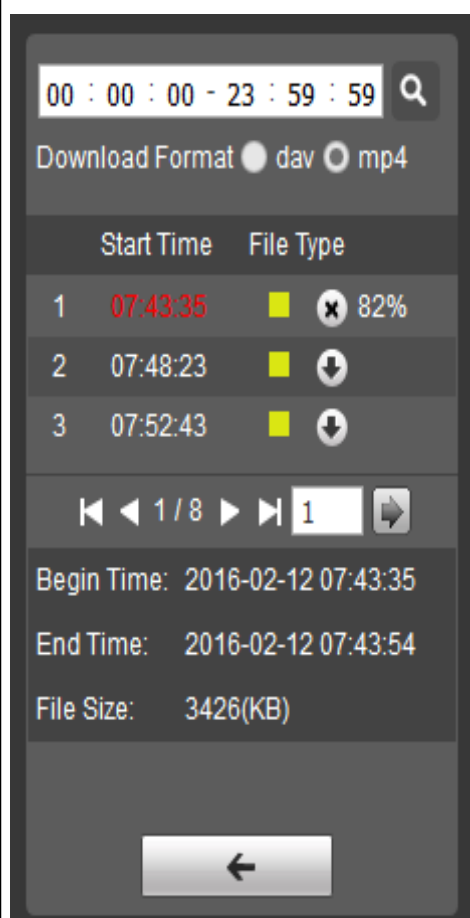 00 : 00 : 00 - 23 : 59 : 59
Download Format dav mp4
Start Time File Type
1 07:43:35 82%
2 07:48:23
3 07:52:43
1 / 8 1
Begin Time: 2016-02-12 07:43:35
End Time: 2016-02-12 07:43:54
File Size: 3426(KB)